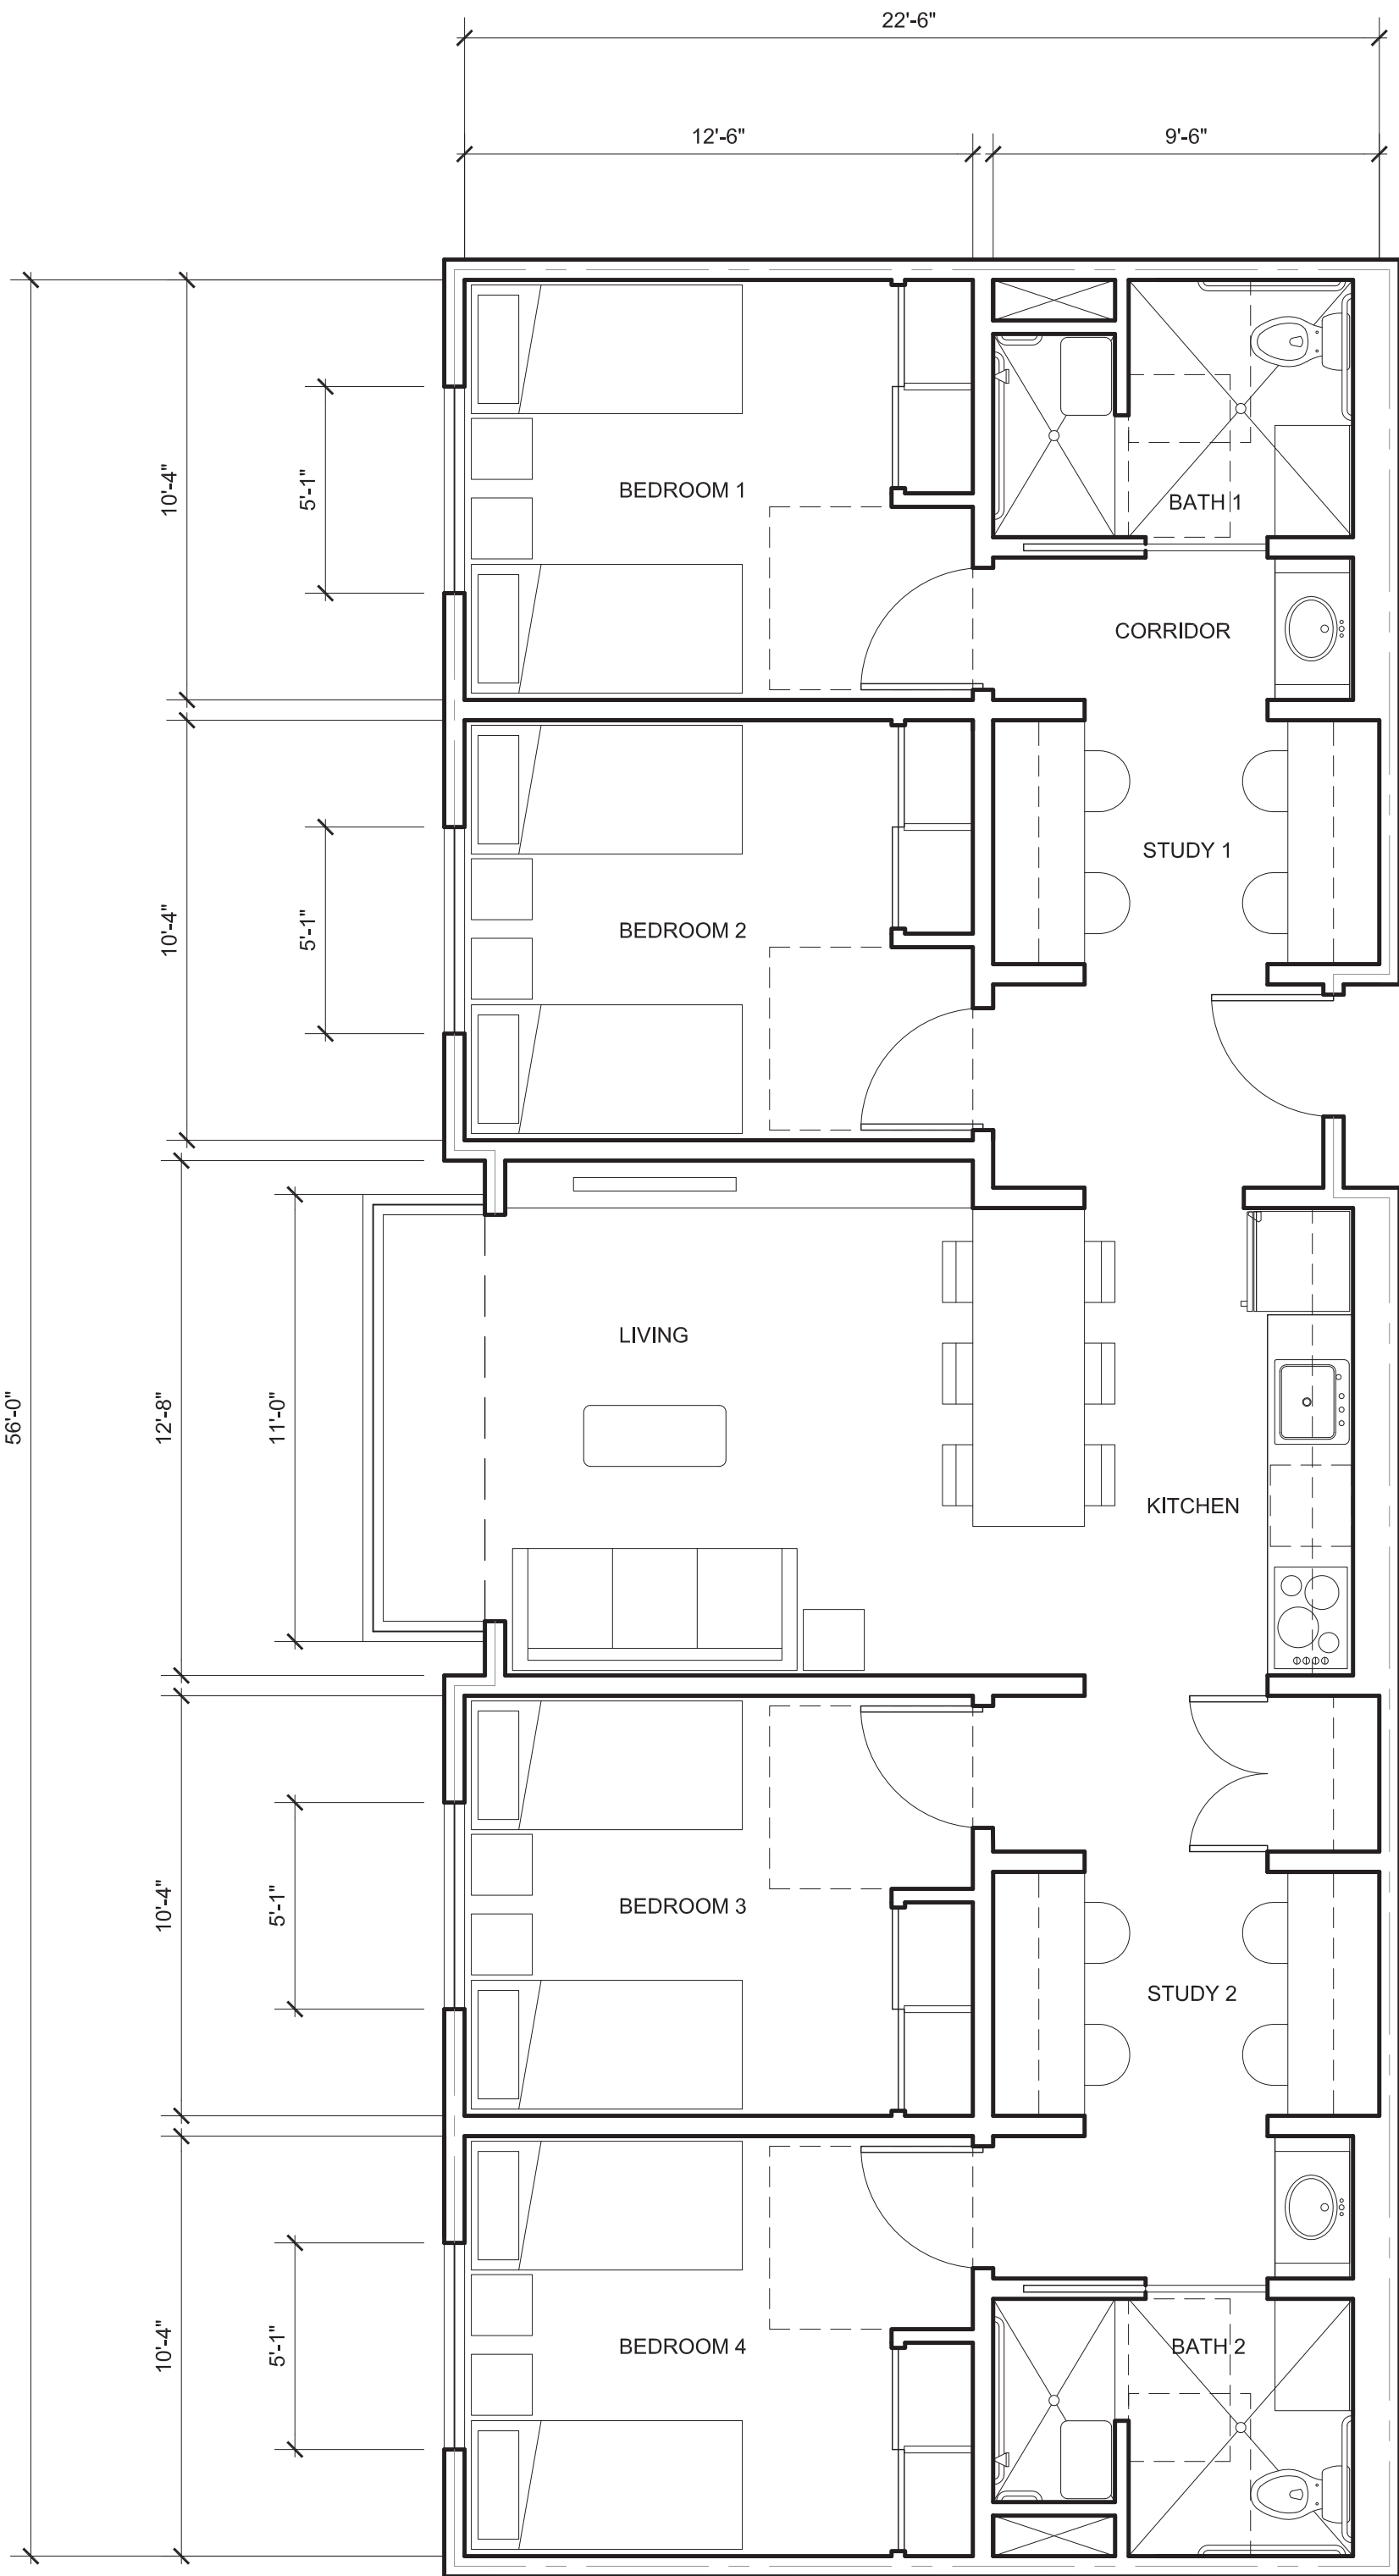 22'-6"
12'-6"
9'-6"
10'-4"
5'-1"
BEDROOM 1
BATH 1
CORRIDOR
10'-4"
5'-1"
BEDROOM 2
STUDY 1
56'-0"
12'-8"
11'-0"
LIVING
KITCHEN
10'-4"
5'-1"
BEDROOM 3
STUDY 2
10'-4"
5'-1"
BEDROOM 4
BATH 2